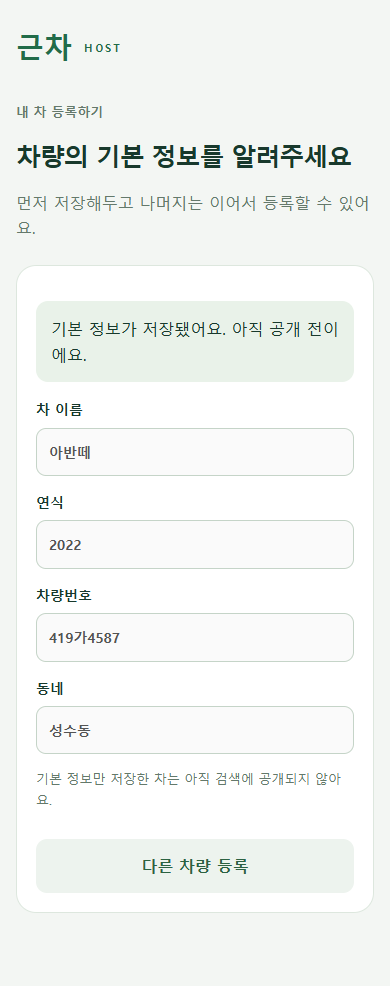 근차 HOST
내 차 등록하기
차량의 기본 정보를 알려주세요
먼저 저장해두고 나머지는 이어서 등록할 수 있어
요.
기본 정보가 저장됐어요. 아직 공개 전이
에요.
차 이름
아반떼
연식
2022
차량번호
419가4587
동네
성수동
기본 정보만 저장한 차는 아직 검색에 공개되지 않아
요.
다른 차량 등록